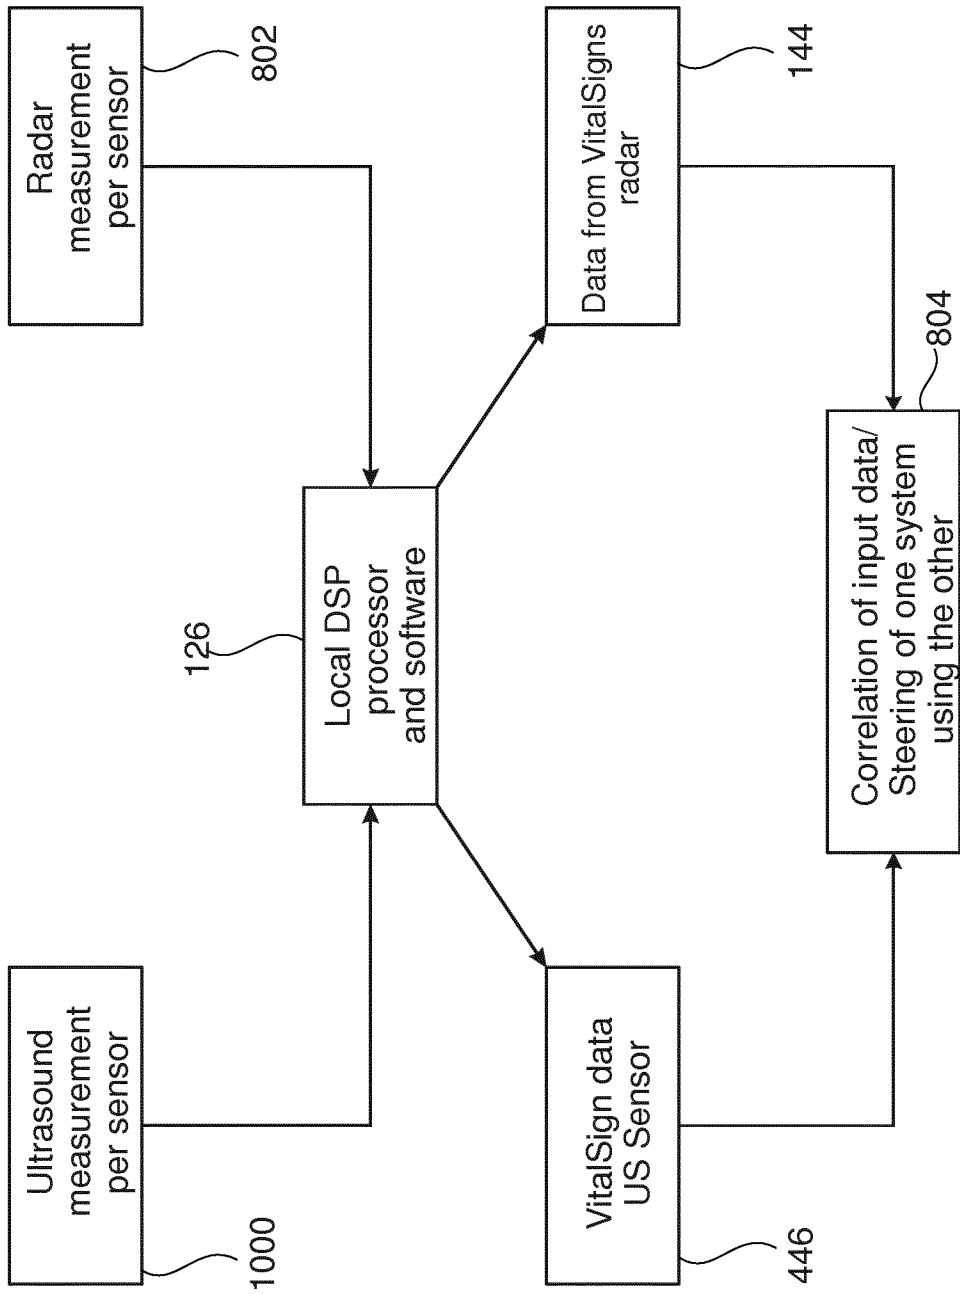 Ultrasound
measurement
per sensor
1000
Radar
measurement
per sensor
802
126
Local DSP
processor
and software
VitalSign data
US Sensor
446
Data from VitalSigns
radar
144
Correlation of input data/
Steering of one system
using the other
804